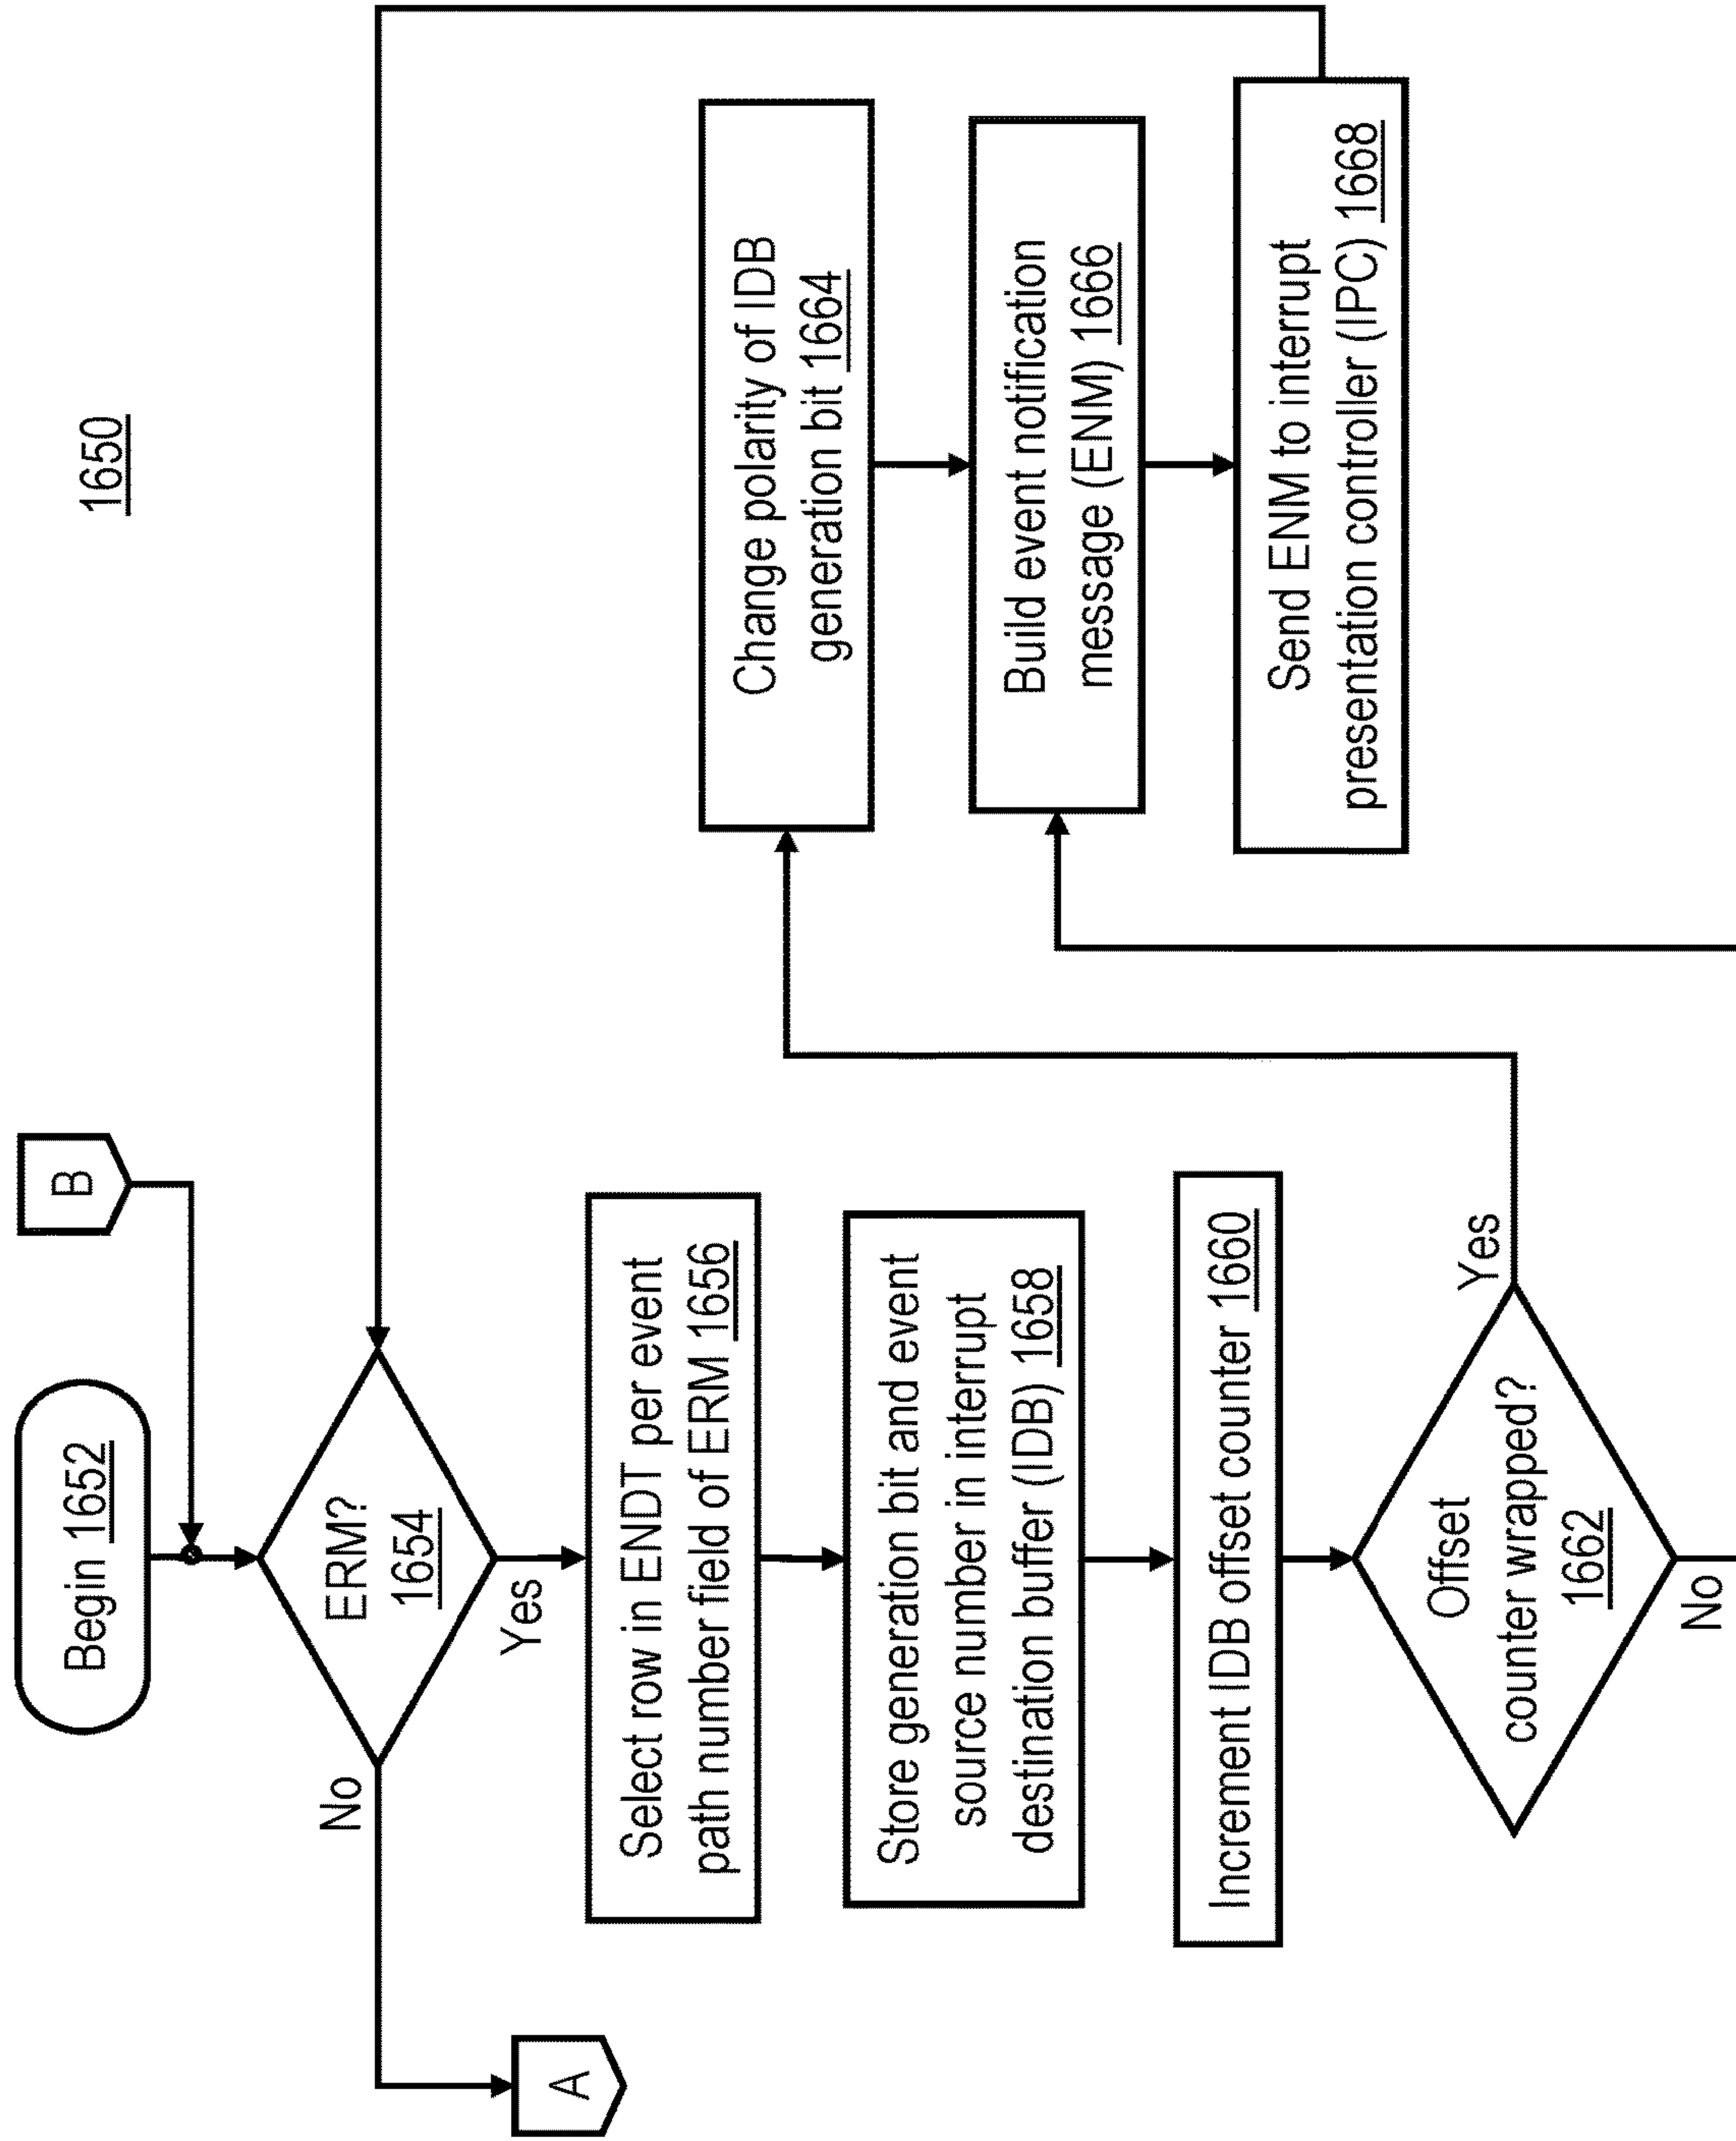 1650
B
Begin 1652
ERM?
1654
No
Yes
A
Select row in ENDT per event
path number field of ERM 1656
Store generation bit and event
source number in interrupt
destination buffer (IDB) 1658
Increment IDB offset counter 1660
Offset
counter wrapped?
1662
Yes
No
Change polarity of IDB
generation bit 1664
Build event notification
message (ENM) 1666
Send ENM to interrupt
presentation controller (IPC) 1668